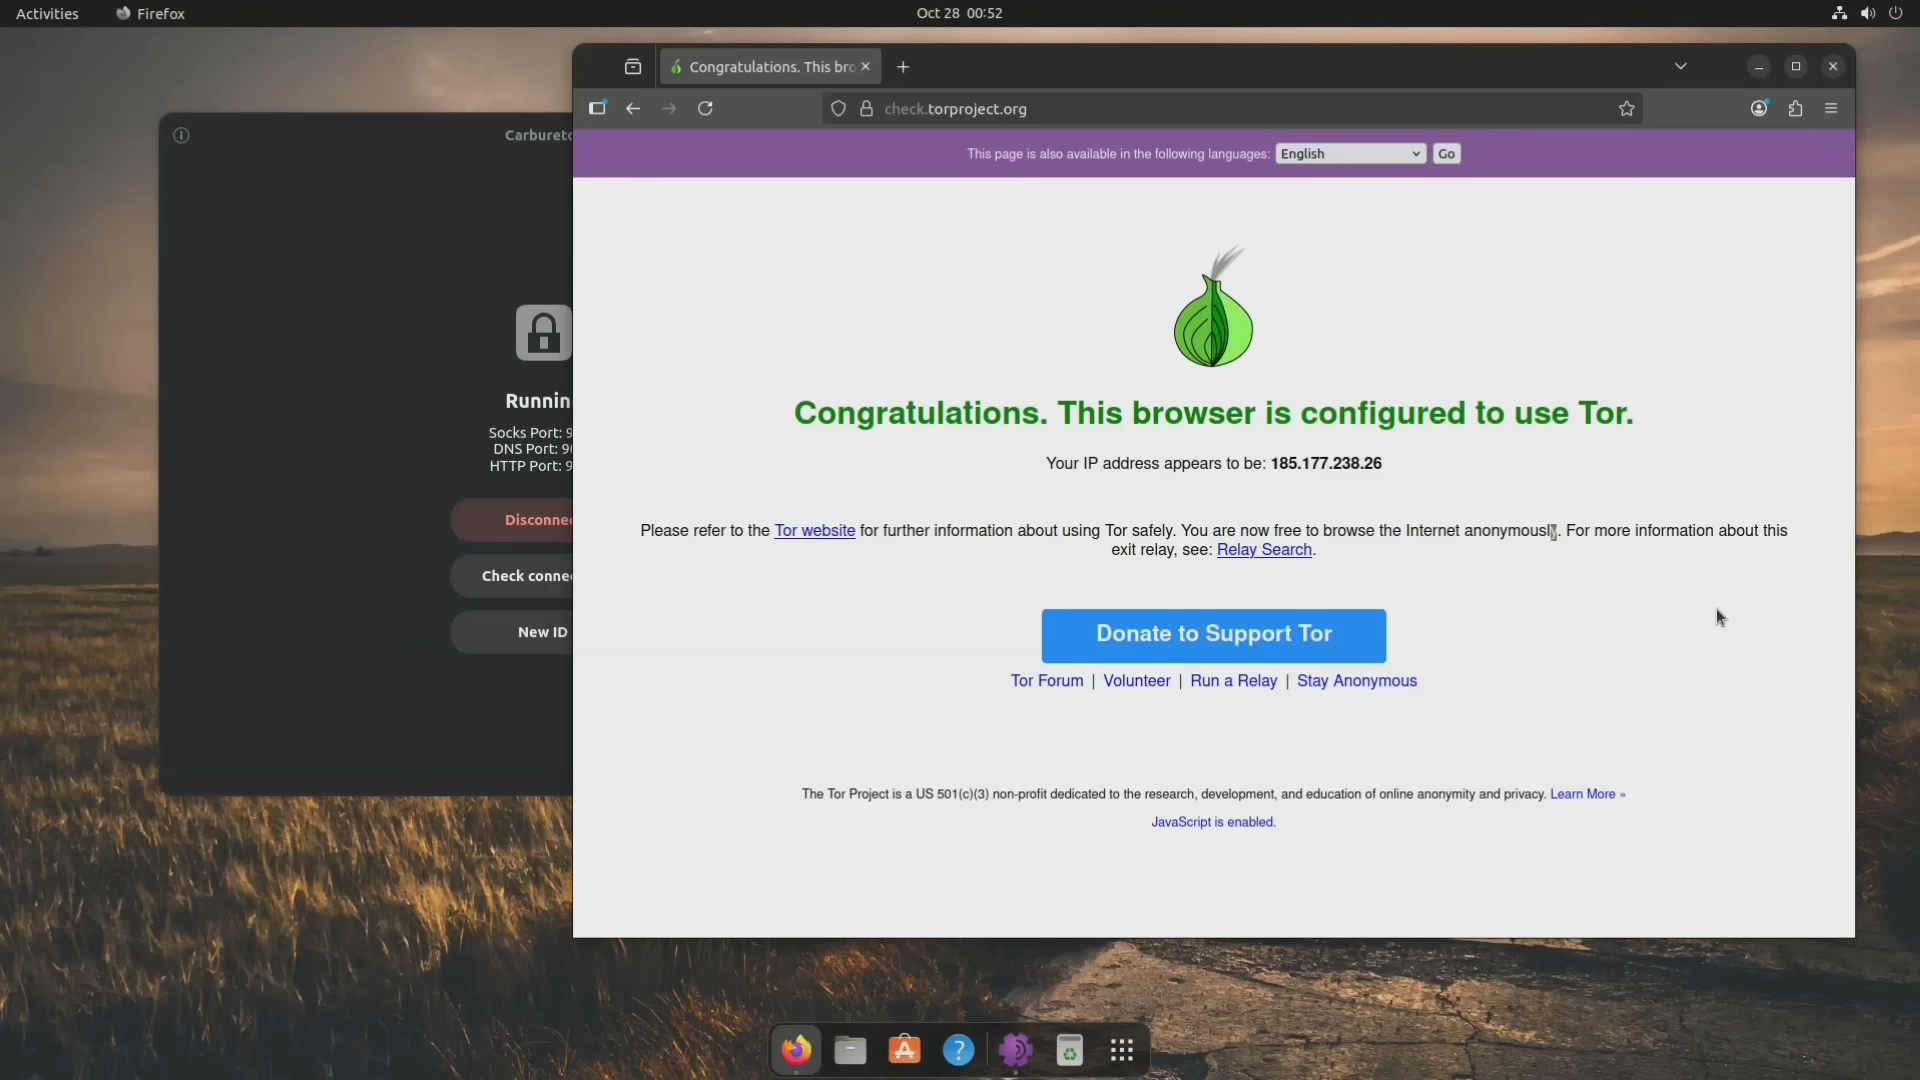 Activities
Firefox
Oct 28 00:52
Congratulations. This bro
check.torproject.org
This page is also available in the following languages: English Go
Congratulations. This browser is configured to use Tor.
Your IP address appears to be: 185.177.238.26
Please refer to the Tor website for further information about using Tor safely. You are now free to browse the Internet anonymously. For more information about this
exit relay, see: Relay Search.
Donate to Support Tor
Tor Forum | Volunteer | Run a Relay | Stay Anonymous
The Tor Project is a US 501(c)(3) non-profit dedicated to the research, development, and education of online anonymity and privacy. Learn More »
JavaScript is enabled.
Carbureto
Runnin
Socks Port: 9
DNS Port: 90
HTTP Port: 9
Disconnec
Check connec
New ID